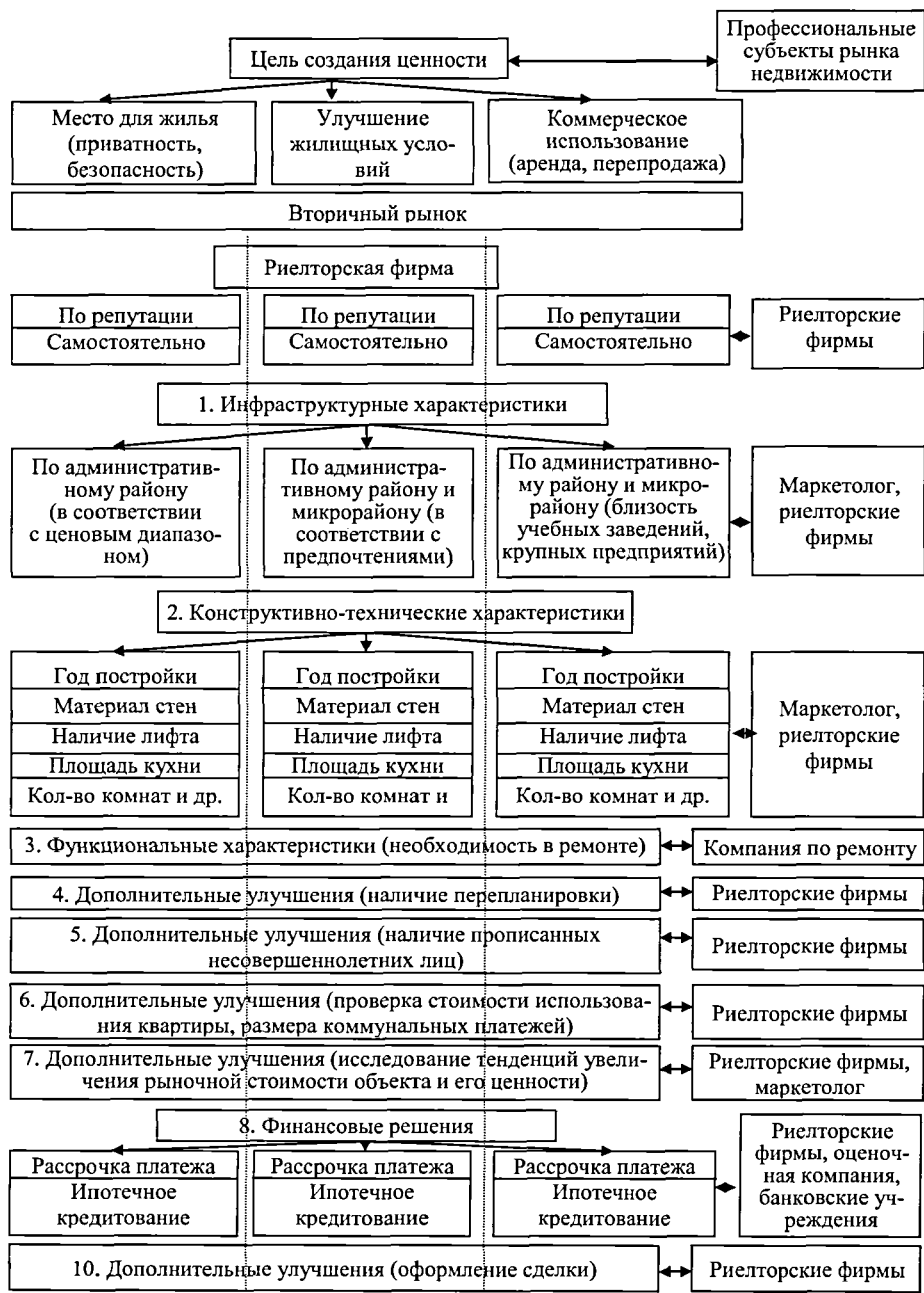 Профессиональные
субъекты рынка
недвижимости
Цель создания ценности
Место для жилья
(приватность,
безопасность)
Улучшение
жилищных усло-
вий
Коммерческое
использование
(аренда, перепродажа)
Вторичный рынок
Риелторская фирма
По репутации
Самостоятельно
По репутации
Самостоятельно
По репутации
Самостоятельно
Риелторские
фирмы
1. Инфраструктурные характеристики
По административ-
ному району
(в соответствии
с ценовым диапазо-
ном)
По администра-
тивному району и
микрорайону (в
соответствии с
предпочтениями)
По административно-
му району и микро-
району (близость
учебных заведений,
крупных предприятий)
Маркетолог,
риелторские
фирмы
2. Конструктивно-технические характеристики
Год постройки
Материал стен
Наличие лифта
Площадь кухни
Кол-во комнат и др.
Год постройки
Материал стен
Наличие лифта
Площадь кухни
Кол-во комнат и
Год постройки
Материал стен
Наличие лифта
Площадь кухни
Кол-во комнат и др.
Маркетолог,
риелторские
фирмы
3. Функциональные характеристики (необходимость в ремонте)
Компания по ремонту
4. Дополнительные улучшения (наличие перепланировки)
Риелторские фирмы
5. Дополнительные улучшения (наличие прописанных
несовершеннолетних лиц)
Риелторские фирмы
6. Дополнительные улучшения (проверка стоимости использова-
ния квартиры, размера коммунальных платежей)
Риелторские фирмы
7. Дополнительные улучшения (исследование тенденций увели-
чения рыночной стоимости объекта и его ценности)
Риелторские фирмы,
маркетолог
8. Финансовые решения
Рассрочка платежа
Ипотечное
кредитование
Рассрочка платежа
Ипотечное
кредитование
Рассрочка платежа
Ипотечное
кредитование
Риелторские
фирмы, оценоч-
ная компания,
банковские уч-
реждения
10. Дополнительные улучшения (оформление сделки)
Риелторские фирмы